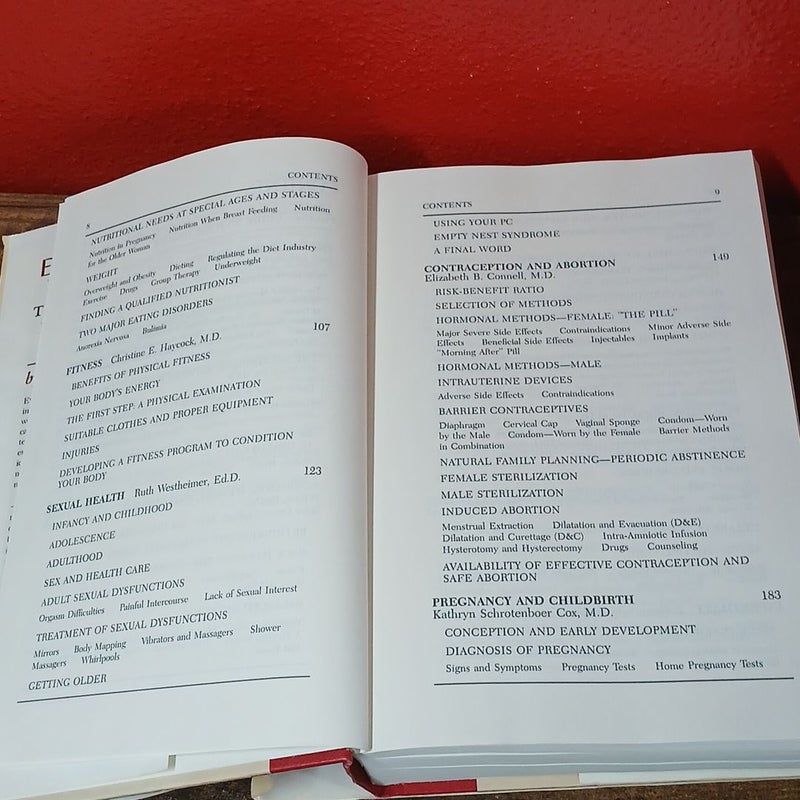 8
CONTENTS
NUTRITIONAL NEEDS AT SPECIAL AGES AND STAGES
Nutrition in Pregnancy Nutrition When Breast Feeding Nutrition
for the Older Woman
WEIGHT
Overweight and Obesity Dieting Regulating the Diet Industry
Exercise Drugs Group Therapy Underweight
FINDING A QUALIFIED NUTRITIONIST
TWO MAJOR EATING DISORDERS
Anorexia Nervosa Bulimia
FITNESS Christine E. Haycock, M.D. 107
BENEFITS OF PHYSICAL FITNESS
YOUR BODY'S ENERGY
THE FIRST STEP: A PHYSICAL EXAMINATION
SUITABLE CLOTHES AND PROPER EQUIPMENT
INJURIES
DEVELOPING A FITNESS PROGRAM TO CONDITION
YOUR BODY
SEXUAL HEALTH Ruth Westheimer, Ed.D. 123
INFANCY AND CHILDHOOD
ADOLESCENCE
ADULTHOOD
SEX AND HEALTH CARE
ADULT SEXUAL DYSFUNCTIONS
Orgasm Difficulties Painful Intercourse Lack of Sexual Interest
TREATMENT OF SEXUAL DYSFUNCTIONS
Mirrors Body Mapping Vibrators and Massagers Shower
Massagers Whirlpools
GETTING OLDER
CONTENTS
9
USING YOUR PC
EMPTY NEST SYNDROME
A FINAL WORD
CONTRACEPTION AND ABORTION 149
Elizabeth B. Connell, M.D.
RISK-BENEFIT RATIO
SELECTION OF METHODS
HORMONAL METHODS—FEMALE: "THE PILL"
Major Severe Side Effects Contraindications Minor Adverse Side
Effects Beneficial Side Effects Injectables Implants
"Morning After" Pill
HORMONAL METHODS—MALE
INTRAUTERINE DEVICES
Adverse Side Effects Contraindications
BARRIER CONTRACEPTIVES
Diaphragm Cervical Cap Vaginal Sponge Condom—Worn
by the Male Condom—Worn by the Female Barrier Methods
in Combination
NATURAL FAMILY PLANNING—PERIODIC ABSTINENCE
FEMALE STERILIZATION
MALE STERILIZATION
INDUCED ABORTION
Menstrual Extraction Dilatation and Evacuation (D&E)
Dilatation and Curettage (D&C) Intra-Amniotic Infusion
Hysterotomy and Hysterectomy Drugs Counseling
AVAILABILITY OF EFFECTIVE CONTRACEPTION AND
SAFE ABORTION
PREGNANCY AND CHILDBIRTH 183
Kathryn Schrotenboer Cox, M.D.
CONCEPTION AND EARLY DEVELOPMENT
DIAGNOSIS OF PREGNANCY
Signs and Symptoms Pregnancy Tests Home Pregnancy Tests